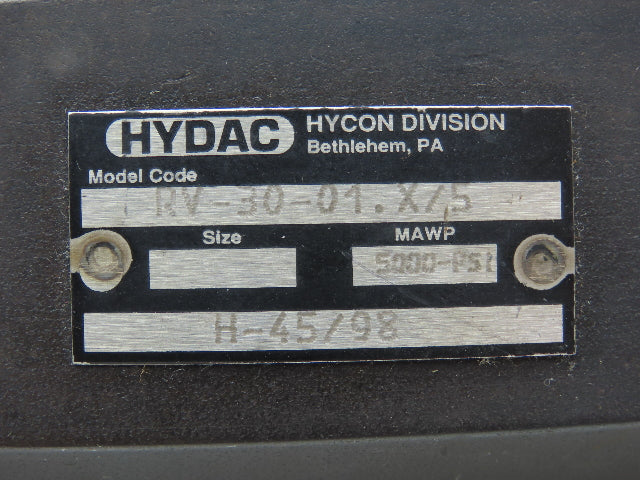 HYDAC HYCON DIVISION
Bethlehem, PA
Model Code
RV-30-01.X/5
Size MAWP
5000-PSI
H-45/98